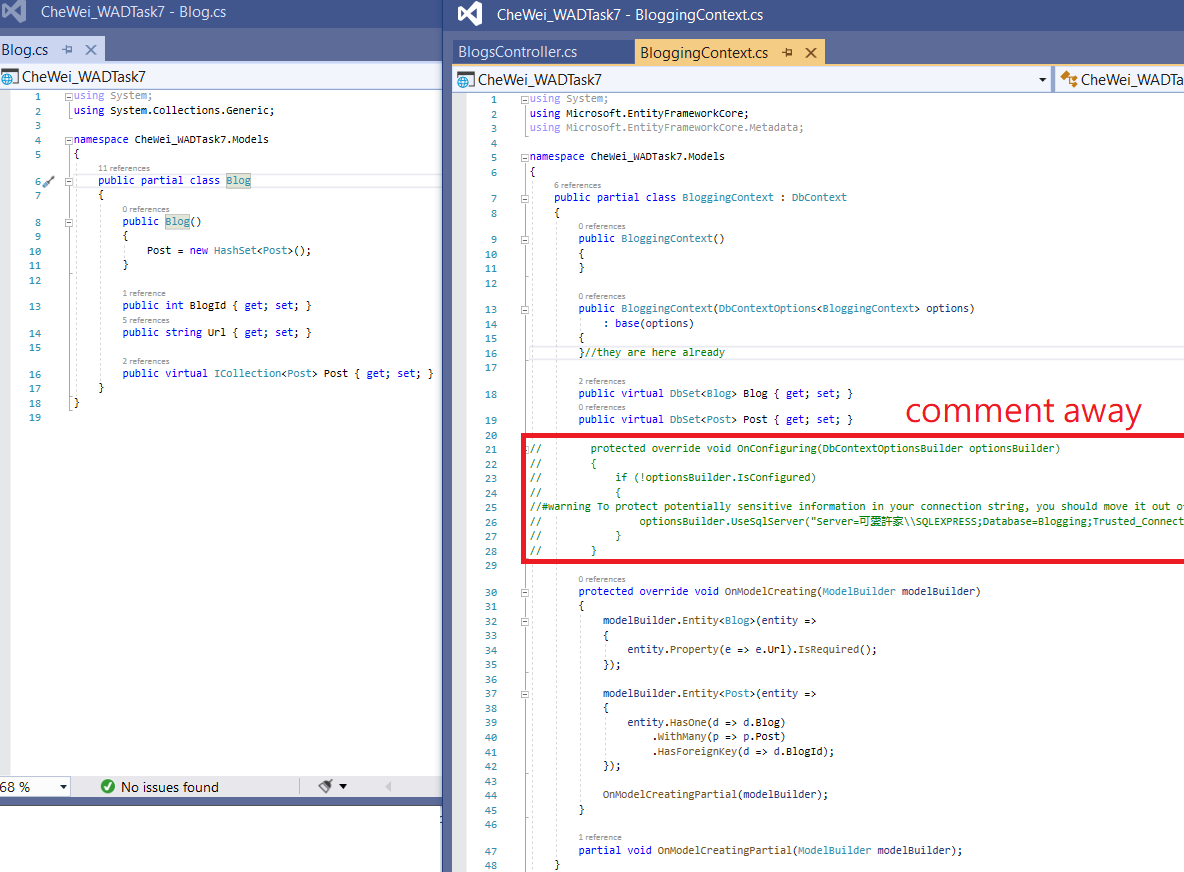 CheWei_WADTask7 - Blog.cs
Blog.cs
CheWei_WADTask7
1 using System;
2 using System.Collections.Generic;
3
4 namespace CheWei_WADTask7.Models
5 {
11 references
6 public partial class Blog
7 {
0 references
8 public Blog()
9 {
10 Post = new HashSet<Post>();
11 }
12
1 reference
13 public int BlogId { get; set; }
5 references
14 public string Url { get; set; }
15
2 references
16 public virtual ICollection<Post> Post { get; set; }
17 }
18 }
19
68 %
No issues found
CheWei_WADTask7 - BloggingContext.cs
BlogsController.cs BloggingContext.cs
CheWei_WADTask7 CheWei_WADTa
1 using System;
2 using Microsoft.EntityFrameworkCore;
3 using Microsoft.EntityFrameworkCore.Metadata;
4
5 namespace CheWei_WADTask7.Models
6 {
6 references
7 public partial class BloggingContext : DbContext
8 {
0 references
9 public BloggingContext()
10 {
11 }
12
0 references
13 public BloggingContext(DbContextOptions<BloggingContext> options)
14 : base(options)
15 {
16 }//they are here already
17
2 references
18 public virtual DbSet<Blog> Blog { get; set; }
0 references
19 public virtual DbSet<Post> Post { get; set; }
comment away
20
21 // protected override void OnConfiguring(DbContextOptionsBuilder optionsBuilder)
22 // {
23 // if (!optionsBuilder.IsConfigured)
24 // {
25 //#warning To protect potentially sensitive information in your connection string, you should move it out o
26 // optionsBuilder.UseSqlServer("Server=可愛許家\\SQLEXPRESS;Database=Blogging;Trusted_Connect
27 // }
28 // }
29
0 references
30 protected override void OnModelCreating(ModelBuilder modelBuilder)
31 {
32 modelBuilder.Entity<Blog>(entity =>
33 {
34 entity.Property(e => e.Url).IsRequired();
35 });
36
37 modelBuilder.Entity<Post>(entity =>
38 {
39 entity.HasOne(d => d.Blog)
40 .WithMany(p => p.Post)
41 .HasForeignKey(d => d.BlogId);
42 });
43
44 OnModelCreatingPartial(modelBuilder);
45 }
46
1 reference
47 partial void OnModelCreatingPartial(ModelBuilder modelBuilder);
48 }